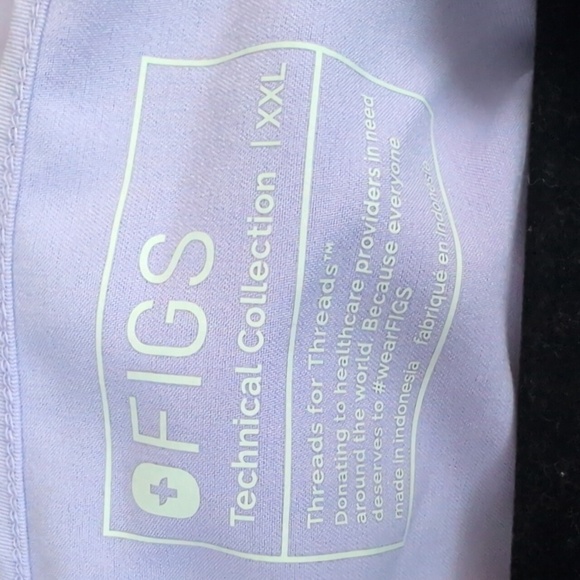 FIGS
Technical Collection | XXL
Threads for Threads™
Donating to healthcare providers in need
around the world. Because everyone
deserves to #wearFIGS
made in indonesia fabriqué en indonésie